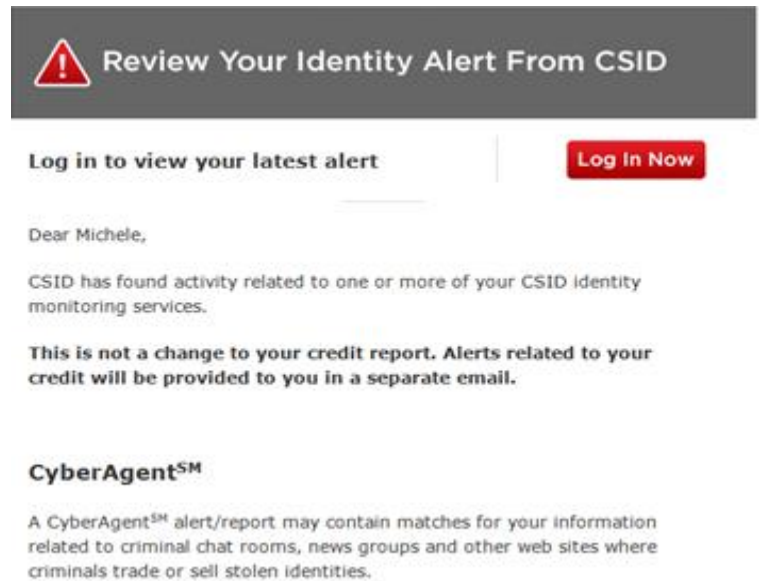 Review Your Identity Alert From CSID
Log in to view your latest alert
Log In Now
Dear Michele,
CSID has found activity related to one or more of your CSID identity
monitoring services.
This is not a change to your credit report. Alerts related to your
credit will be provided to you in a separate email.
CyberAgent℠
A CyberAgent℠ alert/report may contain matches for your information
related to criminal chat rooms, news groups and other web sites where
criminals trade or sell stolen identities.